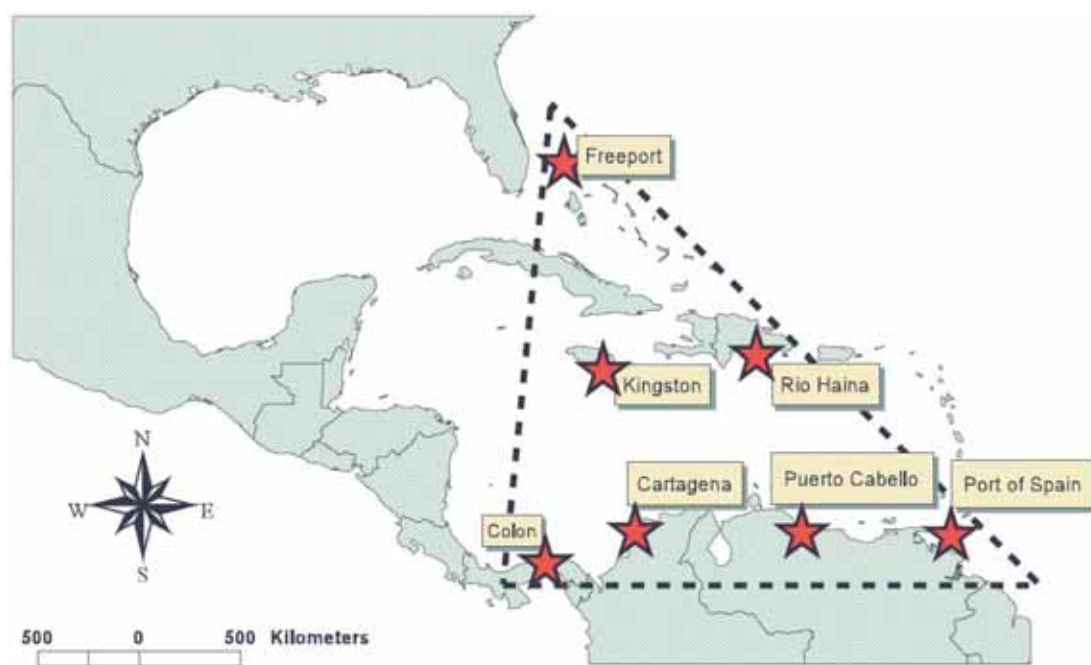 Freeport
Kingston
Rio Haina
Cartagena
Puerto Cabello
Port of Spain
Colon
N
W
E
S
500
0
500
Kilometers